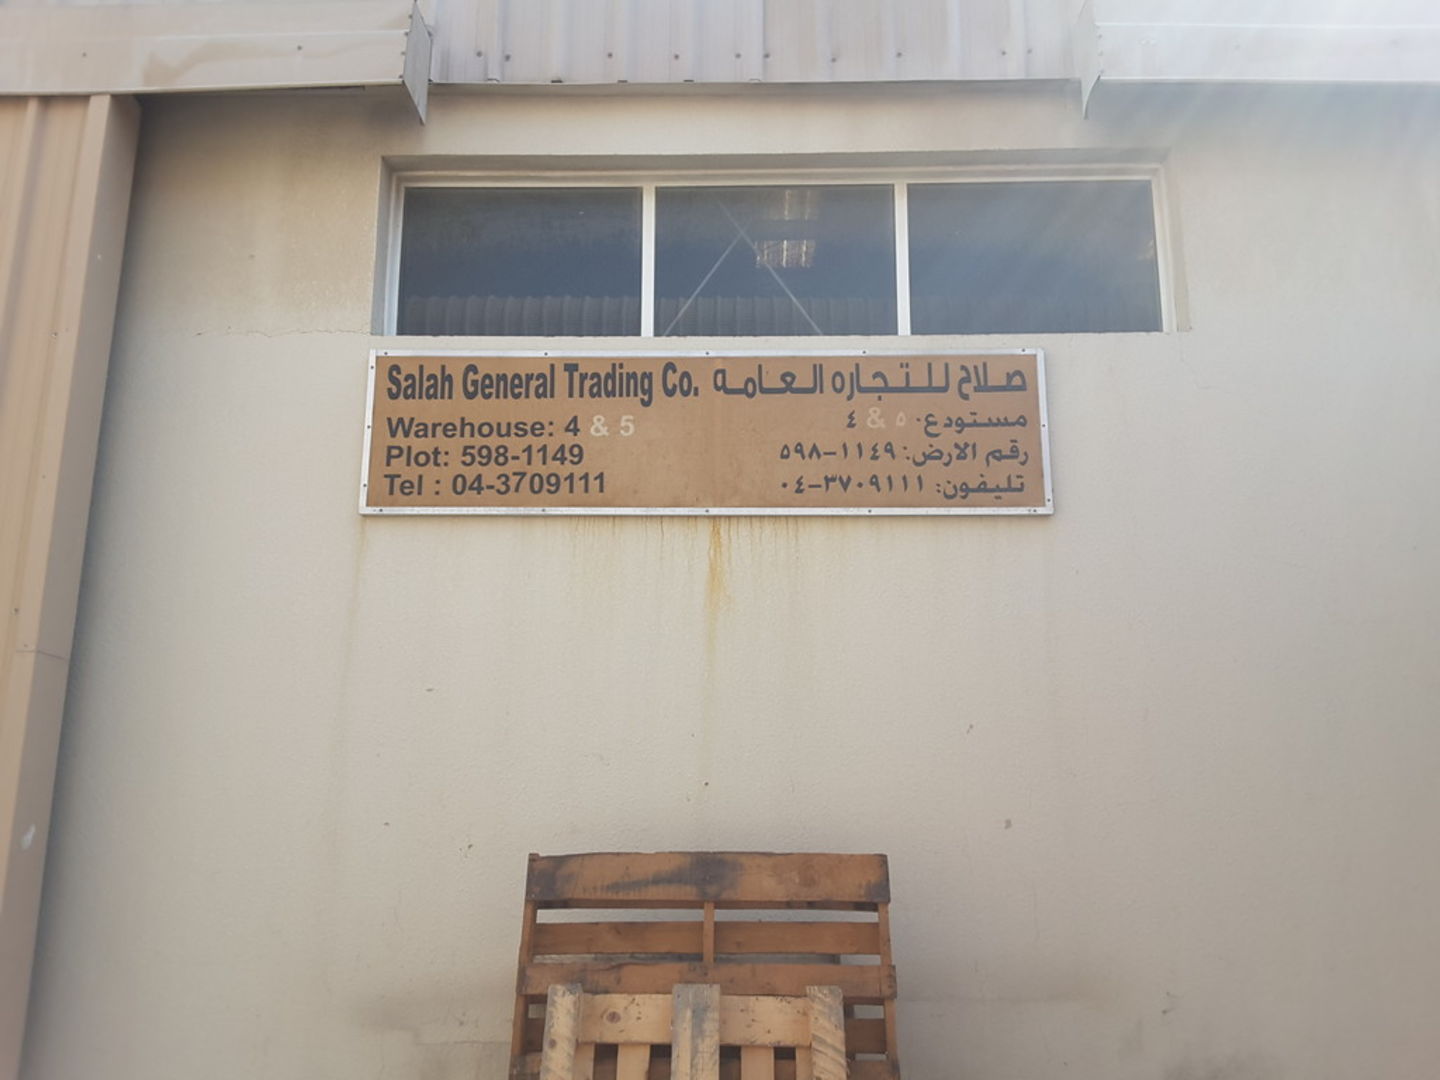 Salah General Trading Co. صلاح للتجاره العامه
Warehouse: 4 & 5 مستودع: ٥ & ٤
Plot: 598-1149 رقم الارض: ١١٤٩-٥٩٨
Tel : 04-3709111 تليفون: ٣٧٠٩١١١-٠٤